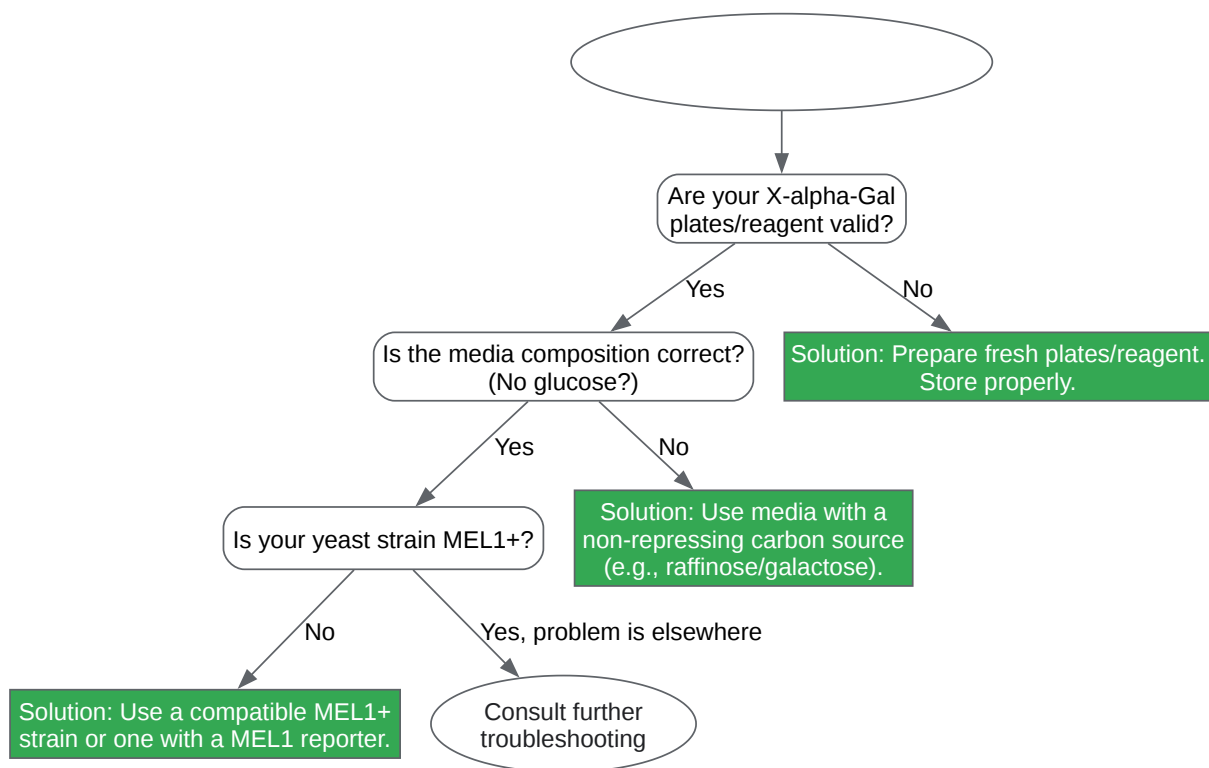 Are your X-alpha-Gal
plates/reagent valid?
Yes
No
Is the media composition correct?
(No glucose?)
Solution: Prepare fresh plates/reagent.
Store properly.
Yes
No
Is your yeast strain MEL1+?
Solution: Use media with a
non-repressing carbon source
(e.g., raffinose/galactose).
No
Yes, problem is elsewhere
Solution: Use a compatible MEL1+
strain or one with a MEL1 reporter.
Consult further
troubleshooting